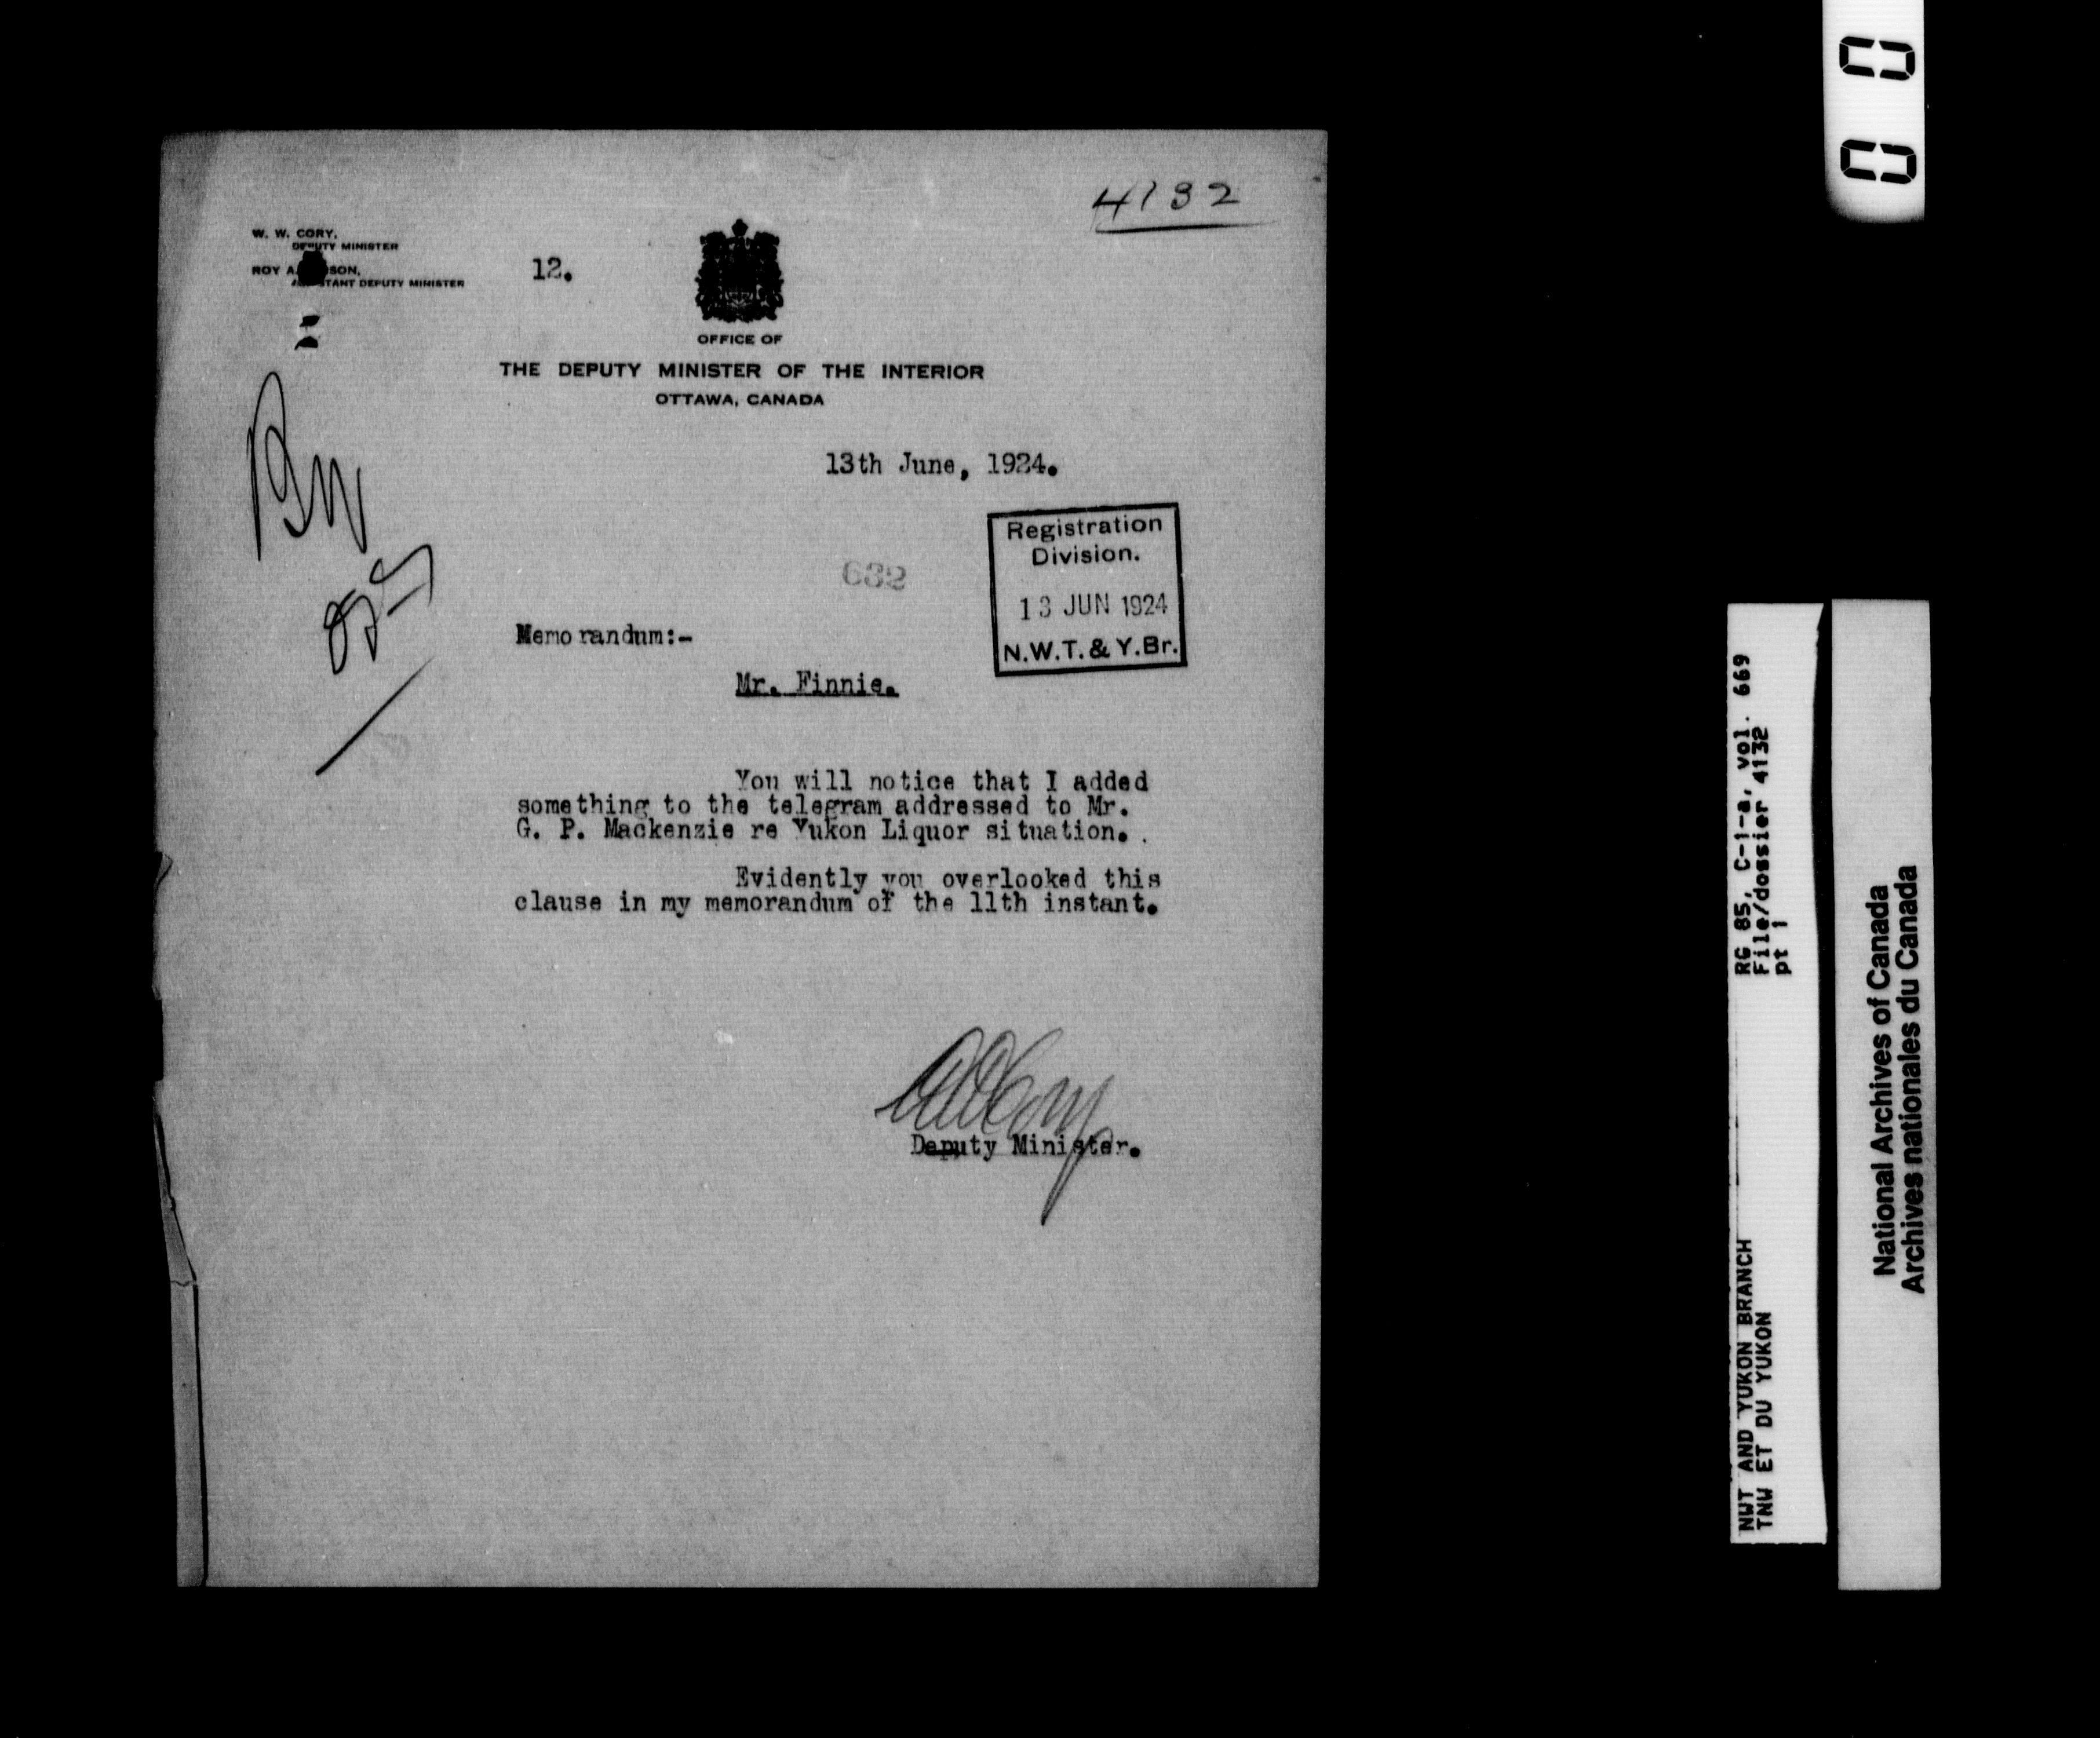 4132
W. W. CORY,
DEPUTY MINISTER
ROY A.
DEPUTY MINISTER
12.
OFFICE OF
THE DEPUTY MINISTER OF THE INTERIOR
OTTAWA, CANADA
13th June, 1924.
Registration
Division.
13 JUN 1924
N.W.T. & Y.Br.
632
Memorandum:-
Mr. Finnie.
You will notice that I added
something to the telegram addressed to Mr.
G. P. Mackenzie re Yukon Liquor situation.
Evidently you overlooked this
clause in my memorandum of the 11th instant.
WWCory
Deputy Minister.
RG 85, C-1-a, vol. 669
File/dossier 4132
pt 1
NWT AND YUKON BRANCH
TNW ET DU YUKON
National Archives of Canada
Archives nationales du Canada